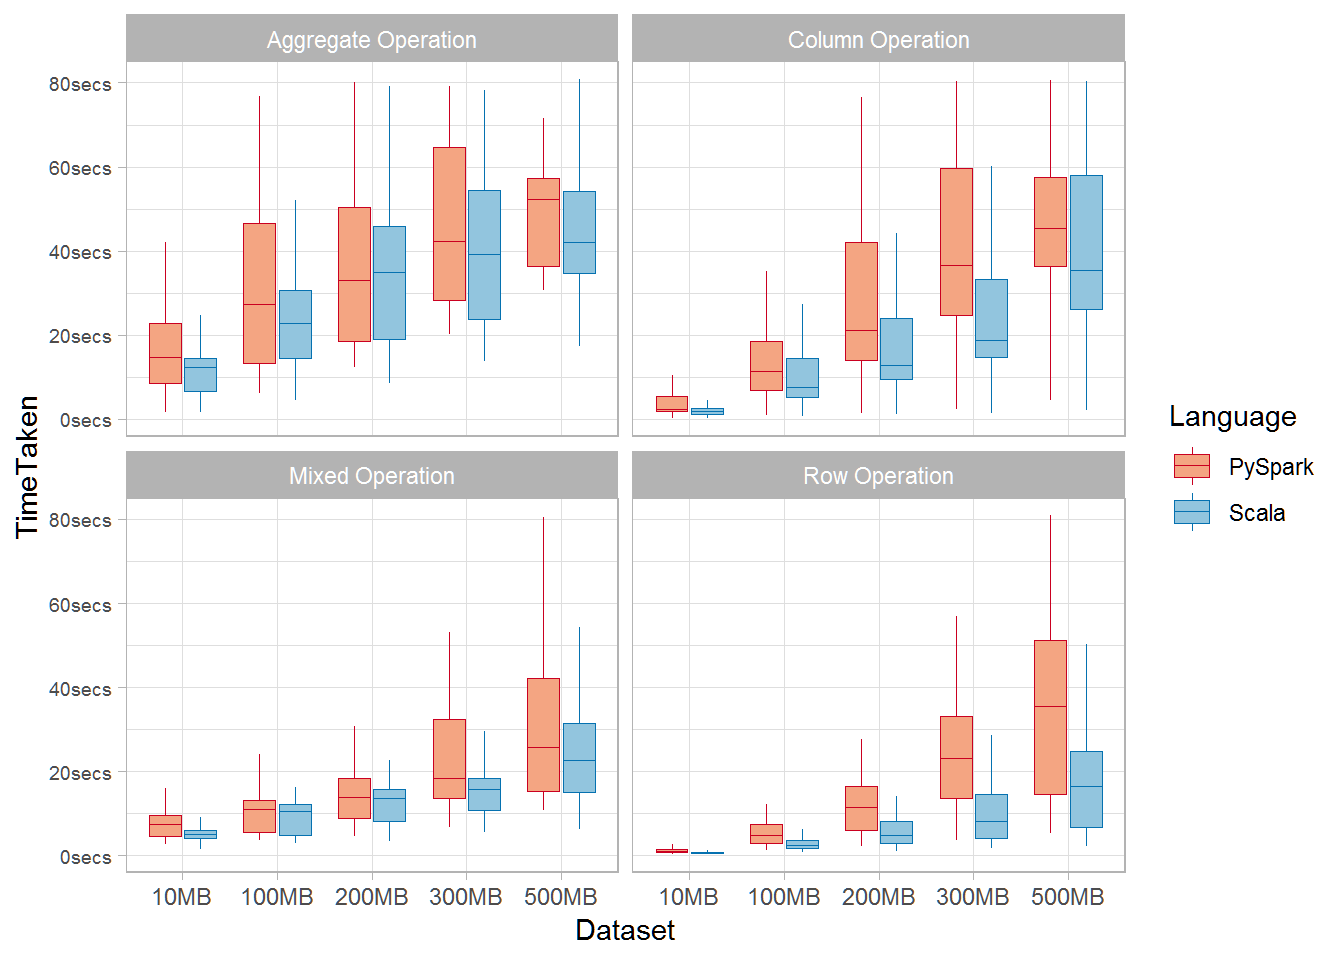 Aggregate Operation
Column Operation
80secs
60secs
40secs
20secs
0secs
Mixed Operation
Row Operation
80secs
60secs
40secs
20secs
0secs
10MB 100MB 200MB 300MB 500MB
10MB 100MB 200MB 300MB 500MB
Dataset
TimeTaken
Language
PySpark
Scala